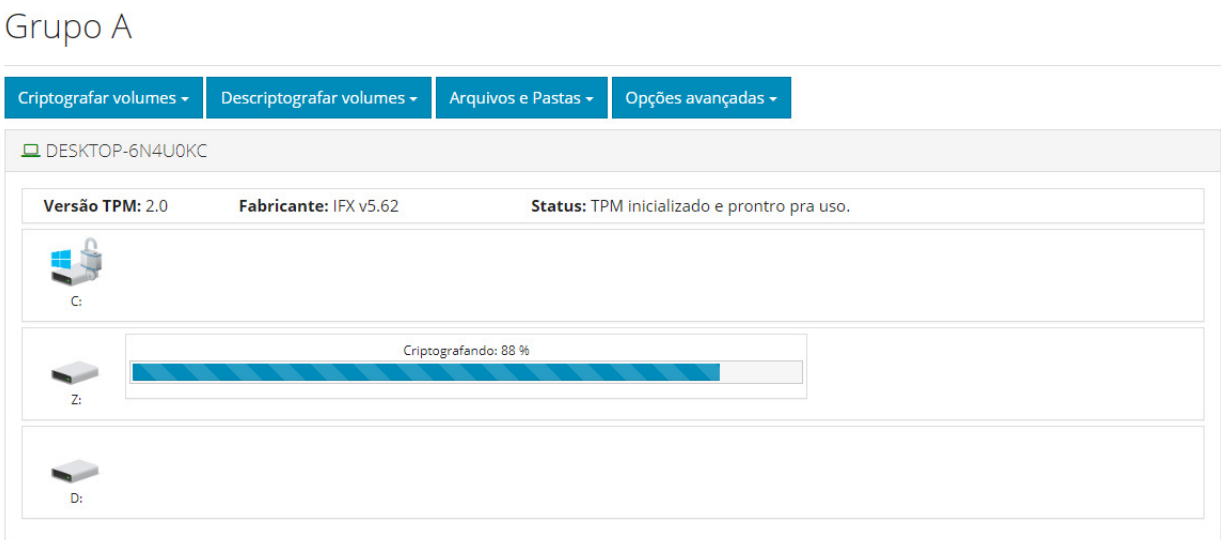 Grupo A
Criptografar volumes Descriptografar volumes Arquivos e Pastas Opções avançadas
DESKTOP-6N4U0KC
Versão TPM: 2.0 Fabricante: IFX v5.62 Status: TPM inicializado e prontro pra uso.
C:
Criptografando: 88 %
Z:
D: